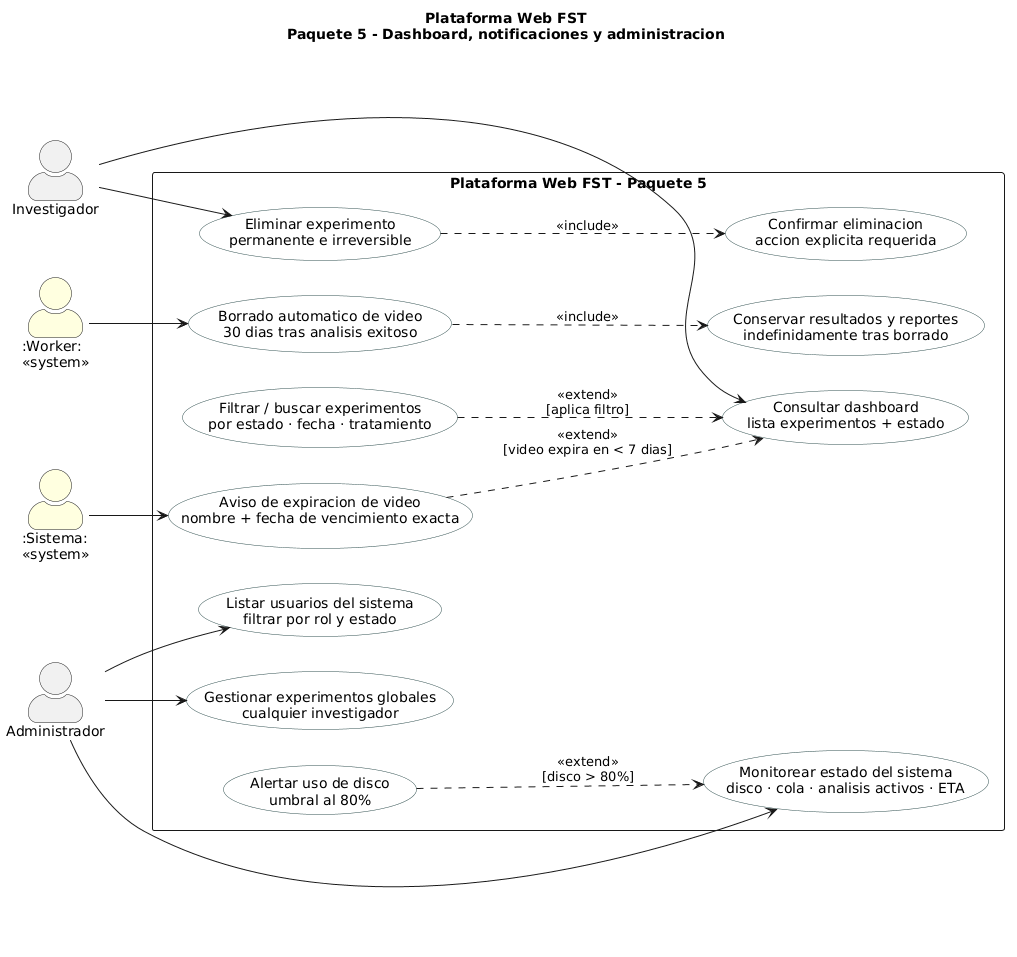 Plataforma Web FST
Paquete 5 - Dashboard, notificaciones y administracion
Plataforma Web FST - Paquete 5
Investigador
Eliminar experimento
permanente e irreversible
«include»
Confirmar eliminacion
accion explicita requerida
:Worker:
«system»
Borrado automatico de video
30 dias tras analisis exitoso
«include»
Conservar resultados y reportes
indefinidamente tras borrado
Filtrar / buscar experimentos
por estado · fecha · tratamiento
«extend»
[aplica filtro]
Consultar dashboard
lista experimentos + estado
«extend»
[video expira en < 7 dias]
:Sistema:
«system»
Aviso de expiracion de video
nombre + fecha de vencimiento exacta
Listar usuarios del sistema
filtrar por rol y estado
Administrador
Gestionar experimentos globales
cualquier investigador
Alertar uso de disco
umbral al 80%
«extend»
[disco > 80%]
Monitorear estado del sistema
disco · cola · analisis activos · ETA